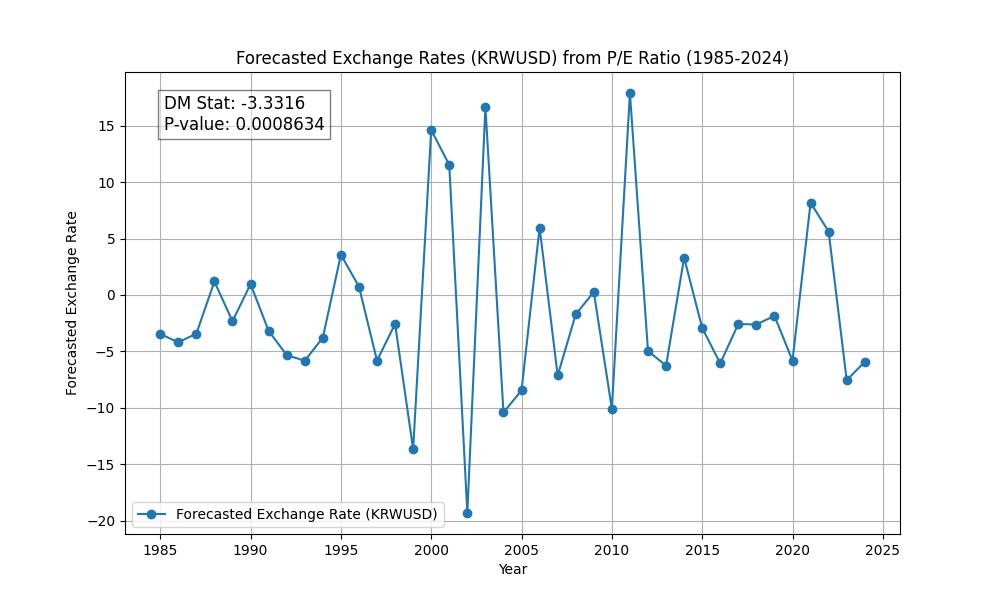 Forecasted Exchange Rates (KRWUSD) from P/E Ratio (1985-2024)
DM Stat: -3.3316
P-value: 0.0008634
Forecasted Exchange Rate
15
10
5
0
−5
−10
−15
−20
Forecasted Exchange Rate (KRWUSD)
1985 1990 1995 2000 2005 2010 2015 2020 2025
Year